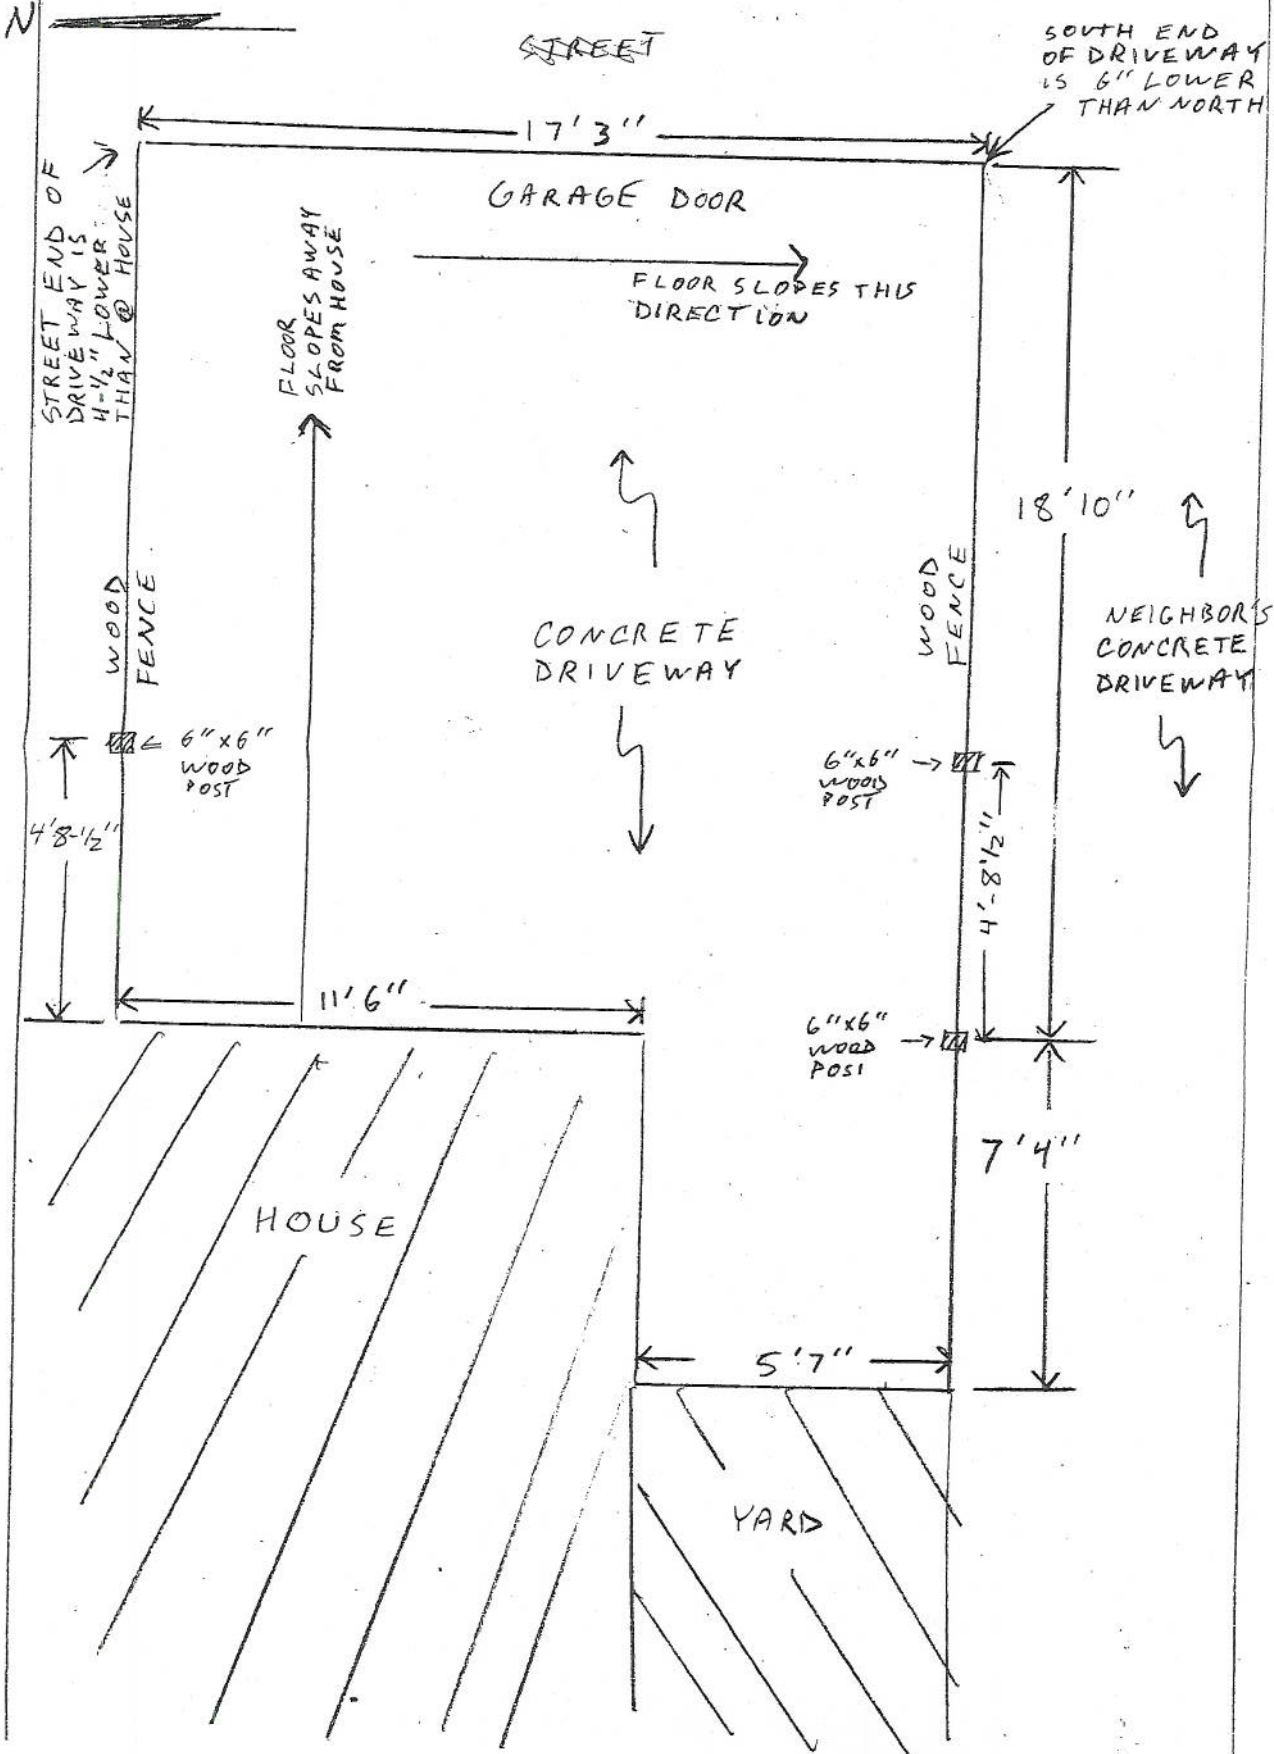 N
STREET
SOUTH END
OF DRIVEWAY
IS 6" LOWER
THAN NORTH
17'3"
GARAGE DOOR
STREET END OF
DRIVEWAY IS
4-1/2" LOWER
THAN @ HOUSE
FLOOR
SLOPES AWAY
FROM HOUSE
FLOOR SLOPES THIS
DIRECTION
18'10"
WOOD
FENCE
CONCRETE
DRIVEWAY
WOOD
FENCE
NEIGHBOR'S
CONCRETE
DRIVEWAY
6"x6"
WOOD
POST
6"x6"
WOOD
POST
4'8-1/2"
4'-8 1/2"
11'6"
6"x6"
WOOD
POST
7'4"
HOUSE
5'7"
YARD